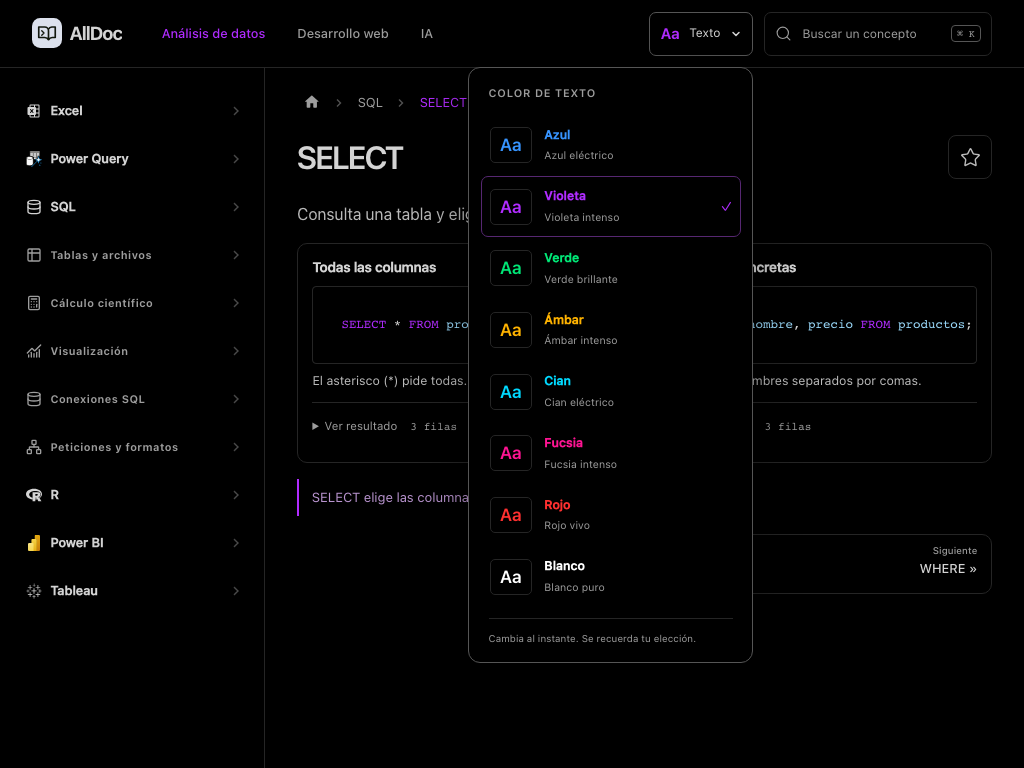 AllDoc
Análisis de datos
Desarrollo web
IA
Aa Texto
Buscar un concepto
⌘ K
Excel
Power Query
SQL
Tablas y archivos
Cálculo científico
Visualización
Conexiones SQL
Peticiones y formatos
R
Power BI
Tableau
SQL
SELECT
SELECT
Consulta una tabla y elig
Todas las columnas
SELECT * FROM pro
El asterisco (*) pide todas.
Ver resultado 3 filas
SELECT elige las columna
COLOR DE TEXTO
Aa
Azul
Azul eléctrico
Aa
Violeta
Violeta intenso
Aa
Verde
Verde brillante
Aa
Ámbar
Ámbar intenso
Aa
Cian
Cian eléctrico
Aa
Fucsia
Fucsia intenso
Aa
Rojo
Rojo vivo
Aa
Blanco
Blanco puro
Cambia al instante. Se recuerda tu elección.
ncretas
nombre, precio FROM productos;
mbres separados por comas.
3 filas
Siguiente
WHERE »